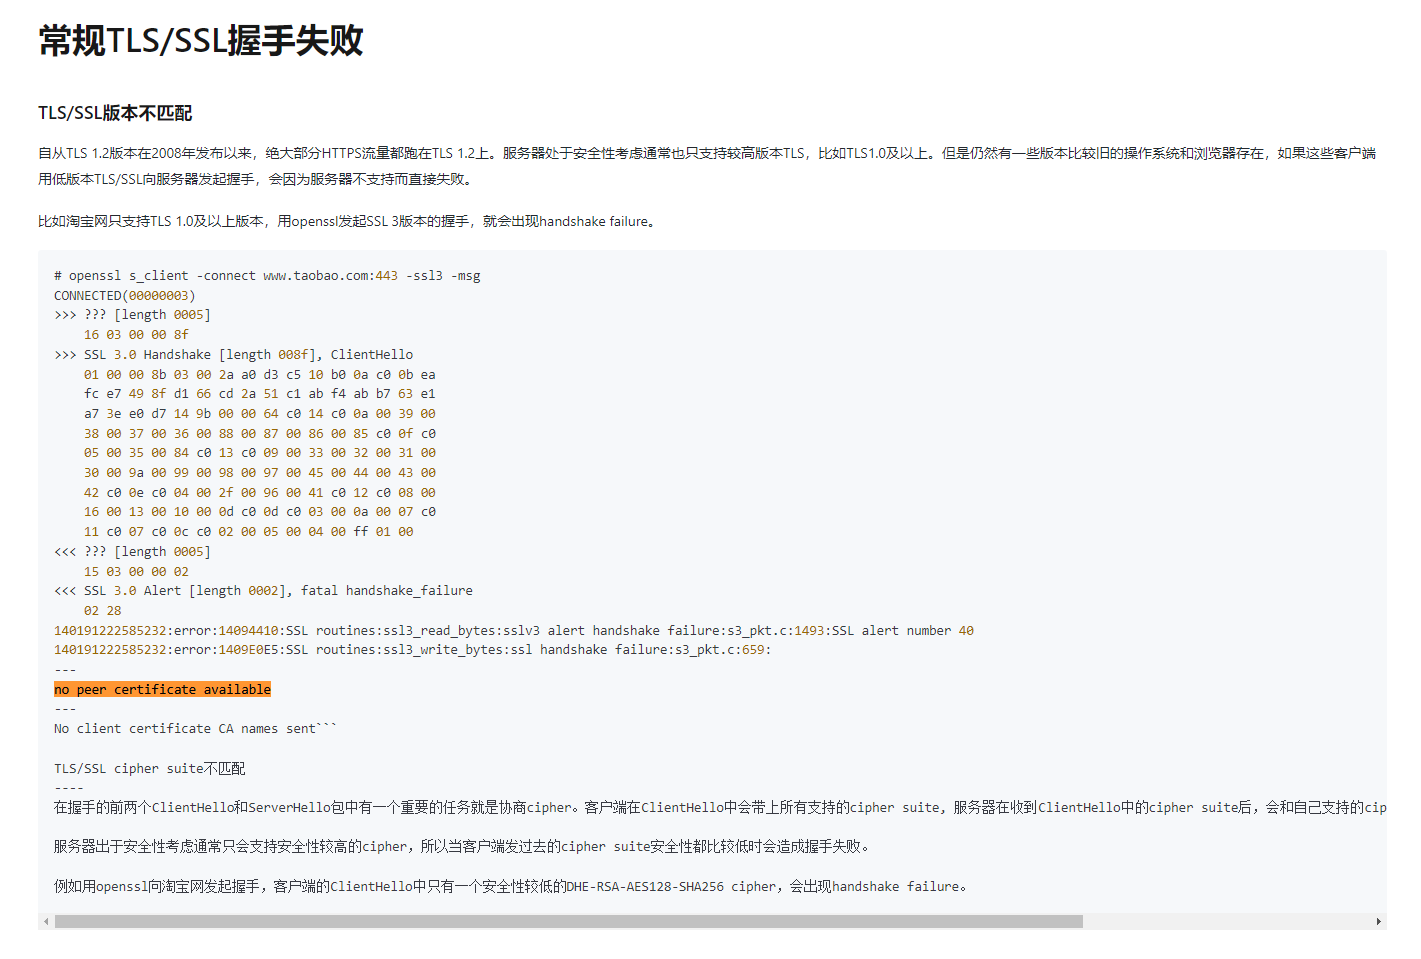 常规TLS/SSL握手失败
TLS/SSL版本不匹配
自从TLS 1.2版本在2008年发布以来，绝大部分HTTPS流量都跑在TLS 1.2上。服务器处于安全性考虑通常也只支持较高版本TLS，比如TLS1.0及以上。但是仍然有一些版本比较旧的操作系统和浏览器存在，如果这些客户端
用低版本TLS/SSL向服务器发起握手，会因为服务器不支持而直接失败。
比如淘宝网只支持TLS 1.0及以上版本，用openssl发起SSL 3版本的握手，就会出现handshake failure。
# openssl s_client -connect www.taobao.com:443 -ssl3 -msg
CONNECTED(00000003)
>>> ??? [length 0005]
16 03 00 00 8f
>>> SSL 3.0 Handshake [length 008f], ClientHello
01 00 00 8b 03 00 2a a0 d3 c5 10 b0 0a c0 0b ea
fc e7 49 8f d1 66 cd 2a 51 c1 ab f4 ab b7 63 e1
a7 3e e0 d7 14 9b 00 00 64 c0 14 c0 0a 00 39 00
38 00 37 00 36 00 88 00 87 00 86 00 85 c0 0f c0
05 00 35 00 84 c0 13 c0 09 00 33 00 32 00 31 00
30 00 9a 00 99 00 98 00 97 00 45 00 44 00 43 00
42 c0 0e c0 04 00 2f 00 96 00 41 c0 12 c0 08 00
16 00 13 00 10 00 0d c0 0d c0 03 00 0a 00 07 c0
11 c0 07 c0 0c c0 02 00 05 00 04 00 ff 01 00
<<< ??? [length 0005]
15 03 00 00 02
<<< SSL 3.0 Alert [length 0002], fatal handshake_failure
02 28
140191222585232:error:14094410:SSL routines:ssl3_read_bytes:sslv3 alert handshake failure:s3_pkt.c:1493:SSL alert number 40
140191222585232:error:1409E0E5:SSL routines:ssl3_write_bytes:ssl handshake failure:s3_pkt.c:659:
---
no peer certificate available
---
No client certificate CA names sent```
TLS/SSL cipher suite不匹配
----
在握手的前两个ClientHello和ServerHello包中有一个重要的任务就是协商cipher。客户端在ClientHello中会带上所有支持的cipher suite, 服务器在收到ClientHello中的cipher suite后，会和自己支持的cip
服务器出于安全性考虑通常只会支持安全性较高的cipher，所以当客户端发过去的cipher suite安全性都比较低时会造成握手失败。
例如用openssl向淘宝网发起握手，客户端的ClientHello中只有一个安全性较低的DHE-RSA-AES128-SHA256 cipher，会出现handshake failure。